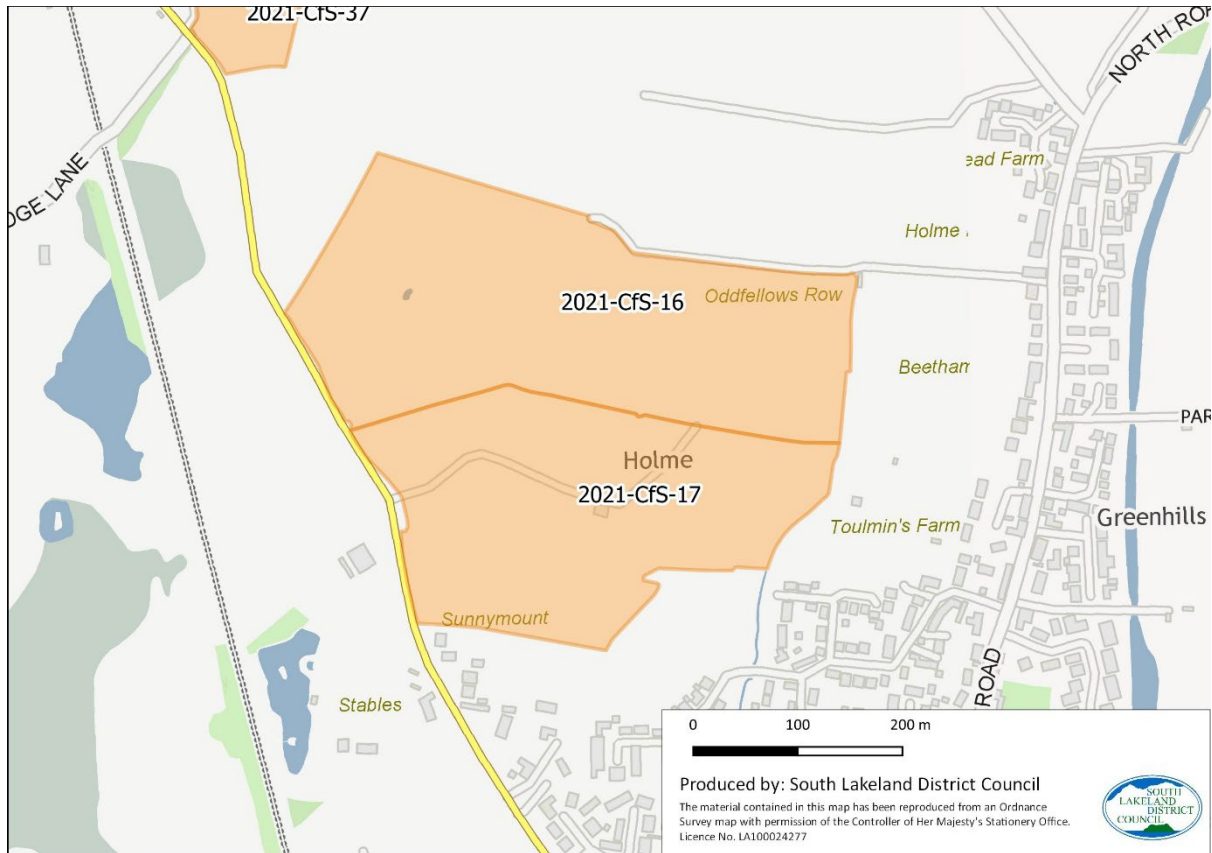 2021-CfS-37
NORTH RO
DGE LANE
ead Farm
Holme
2021-CfS-16
Oddfellows Row
Beetham
PAR
Holme
2021-CfS-17
Greenhills
Toulmin's Farm
Sunnymount
Stables
ROAD
0 100 200 m
Produced by: South Lakeland District Council
The material contained in this map has been reproduced from an Ordnance
Survey map with permission of the Controller of Her Majesty's Stationery Office.
Licence No. LA100024277
SOUTH
LAKELAND
DISTRICT
COUNCIL